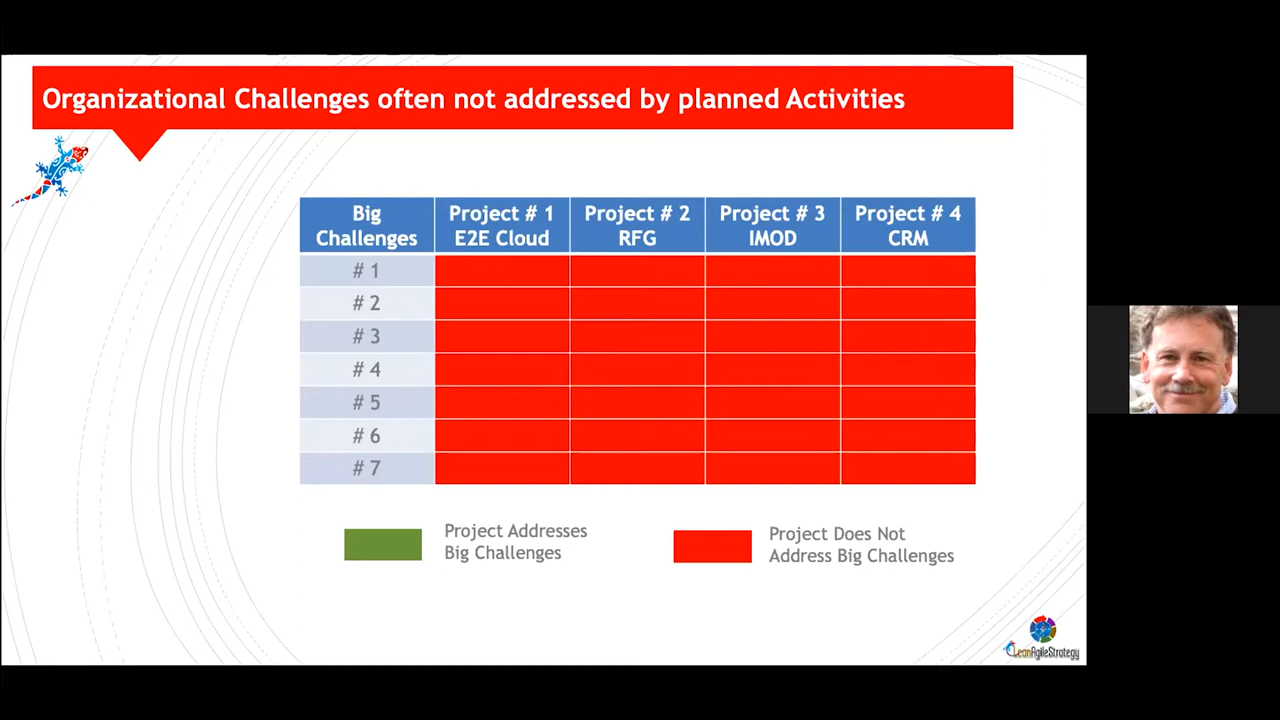 Organizational Challenges often not addressed by planned Activities
Big Challenges
Project # 1 E2E Cloud
Project # 2 RFG
Project # 3 IMOD
Project # 4 CRM
# 1
# 2
# 3
# 4
# 5
# 6
# 7
Project Addresses
Big Challenges
Project Does Not
Address Big Challenges
LeanAgileStrategy